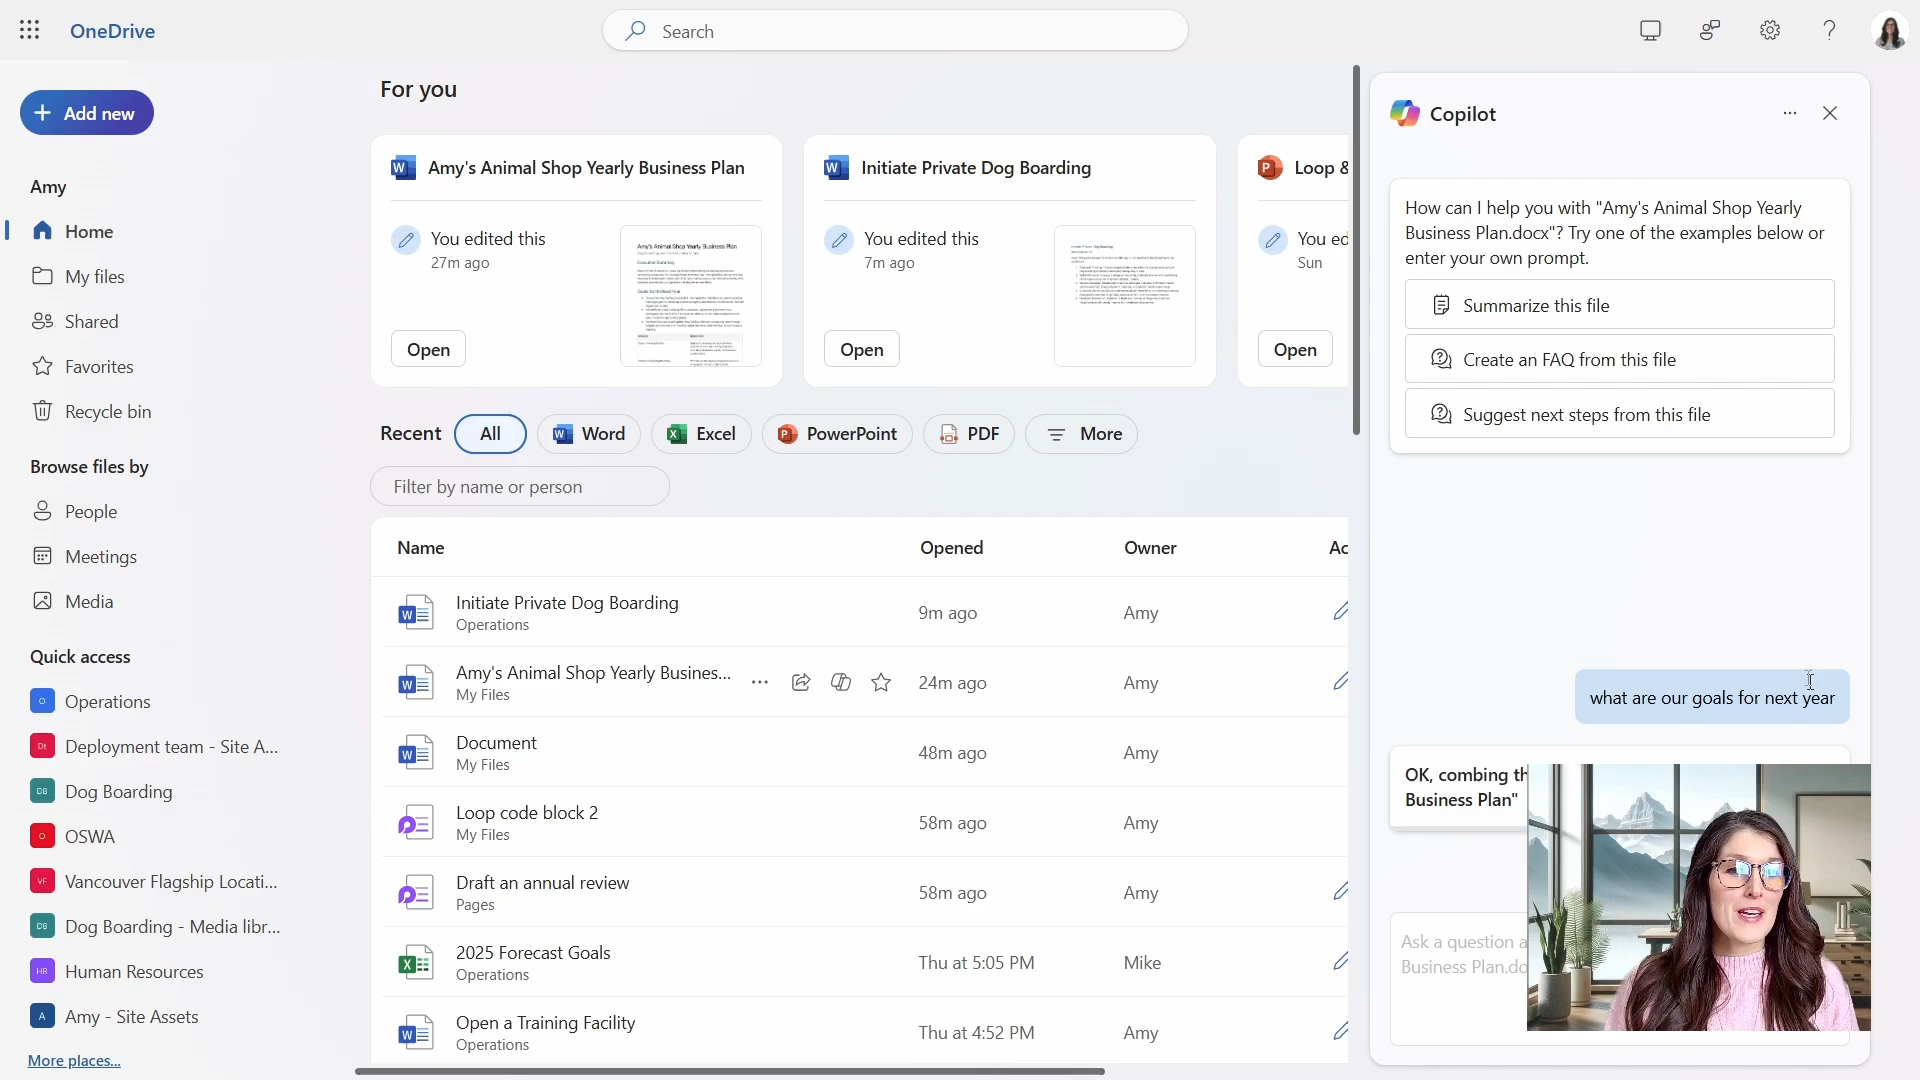 OneDrive
Search
Add new
Amy
Home
My files
Shared
Favorites
Recycle bin
Browse files by
People
Meetings
Media
Quick access
Operations
Deployment team - Site A...
Dog Boarding
OSWA
Vancouver Flagship Locati...
Dog Boarding - Media libr...
Human Resources
Amy - Site Assets
More places...
For you
Amy's Animal Shop Yearly Business Plan
You edited this
27m ago
Open
Initiate Private Dog Boarding
You edited this
7m ago
Open
Loop &
You ed
Sun
Open
Recent
All
Word
Excel
PowerPoint
PDF
More
Filter by name or person
Name Opened Owner Ac
Initiate Private Dog Boarding
Operations
9m ago Amy
Amy's Animal Shop Yearly Busines...
My Files
24m ago Amy
Document
My Files
48m ago Amy
Loop code block 2
My Files
58m ago Amy
Draft an annual review
Pages
58m ago Amy
2025 Forecast Goals
Operations
Thu at 5:05 PM Mike
Open a Training Facility
Operations
Thu at 4:52 PM Amy
Copilot
How can I help you with "Amy's Animal Shop Yearly
Business Plan.docx"? Try one of the examples below or
enter your own prompt.
Summarize this file
Create an FAQ from this file
Suggest next steps from this file
what are our goals for next year
OK, combing th
Business Plan"
Ask a question a
Business Plan.do